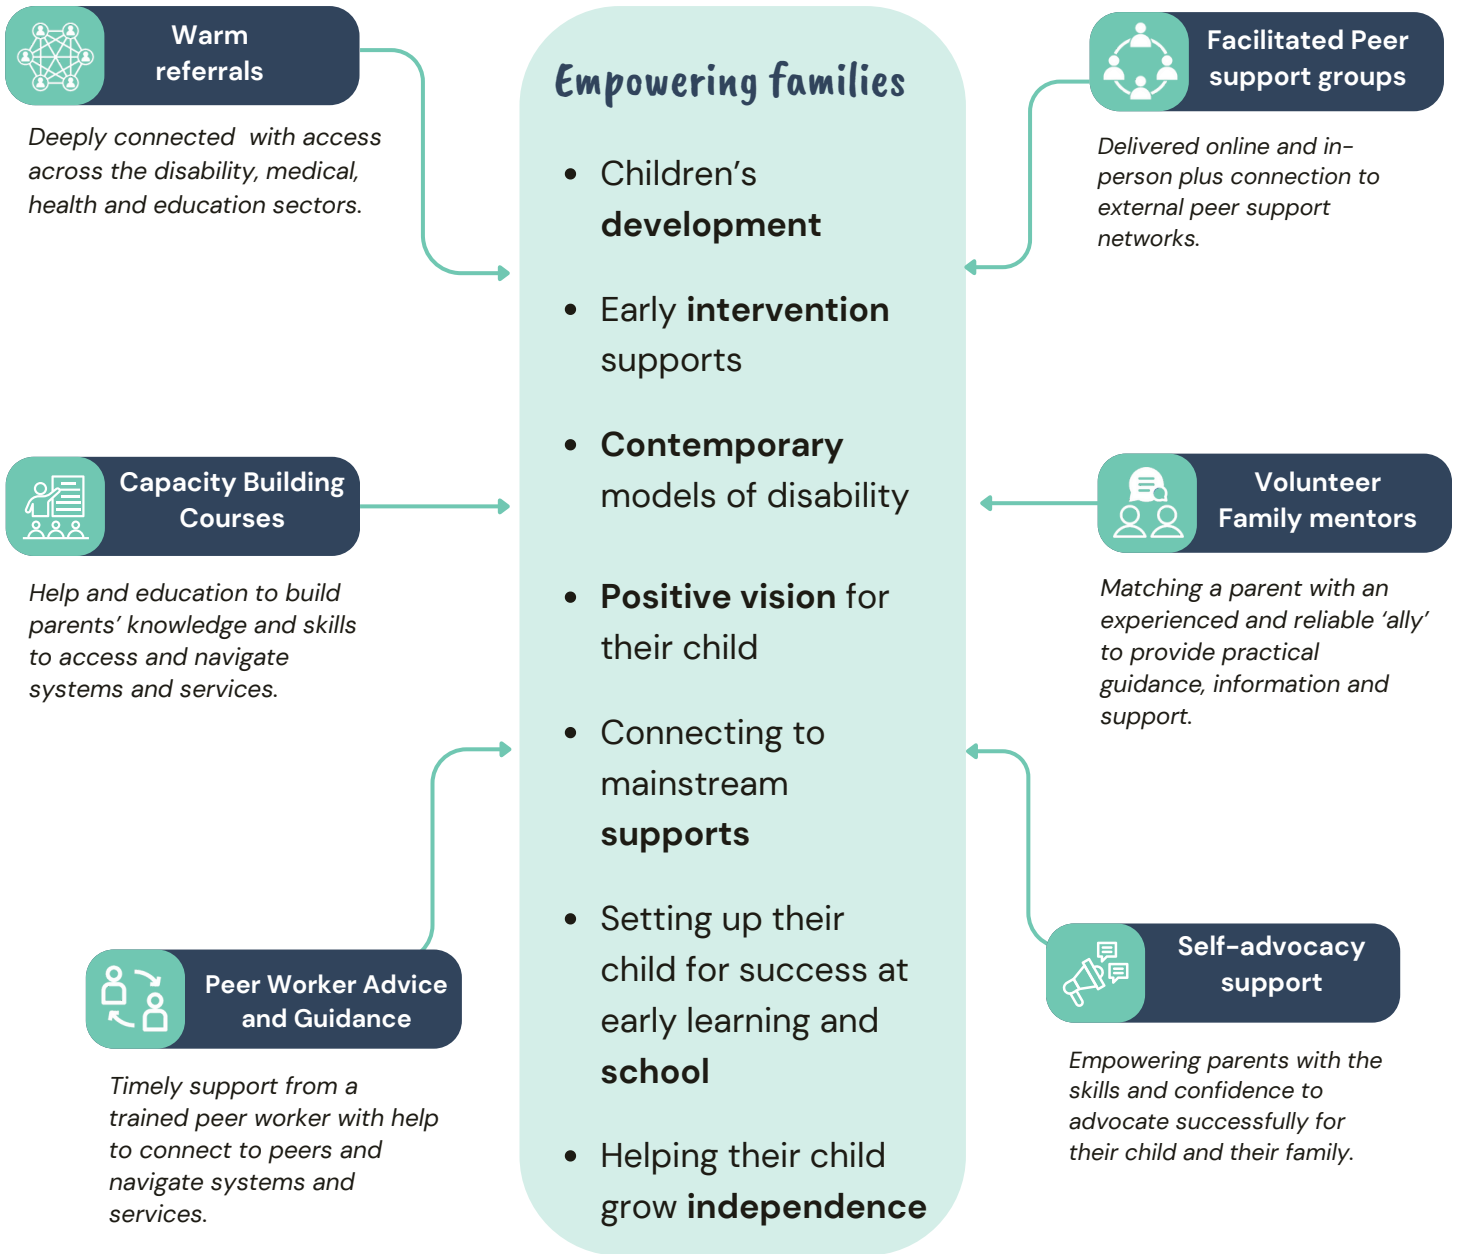 Warm
referrals
Deeply connected  with access
across the disability, medical,
health and education sectors.
Capacity Building
Courses
Help and education to build
parents’ knowledge and skills
to access and navigate
systems and services.
Peer Worker Advice
and Guidance
Timely support from a
trained peer worker with help
to connect to peers and
navigate systems and
services.
Empowering families
• Children’s
development
• Early intervention
supports
• Contemporary
models of disability
• Positive vision for
their child
• Connecting to
mainstream
supports
• Setting up their
child for success at
early learning and
school
• Helping their child
grow independence
Facilitated Peer
support groups
Delivered online and in-
person plus connection to
external peer support
networks.
Volunteer
Family mentors
Matching a parent with an
experienced and reliable ‘ally’
to provide practical
guidance, information and
support.
Self-advocacy
support
Empowering parents with the
skills and confidence to
advocate successfully for
their child and their family.